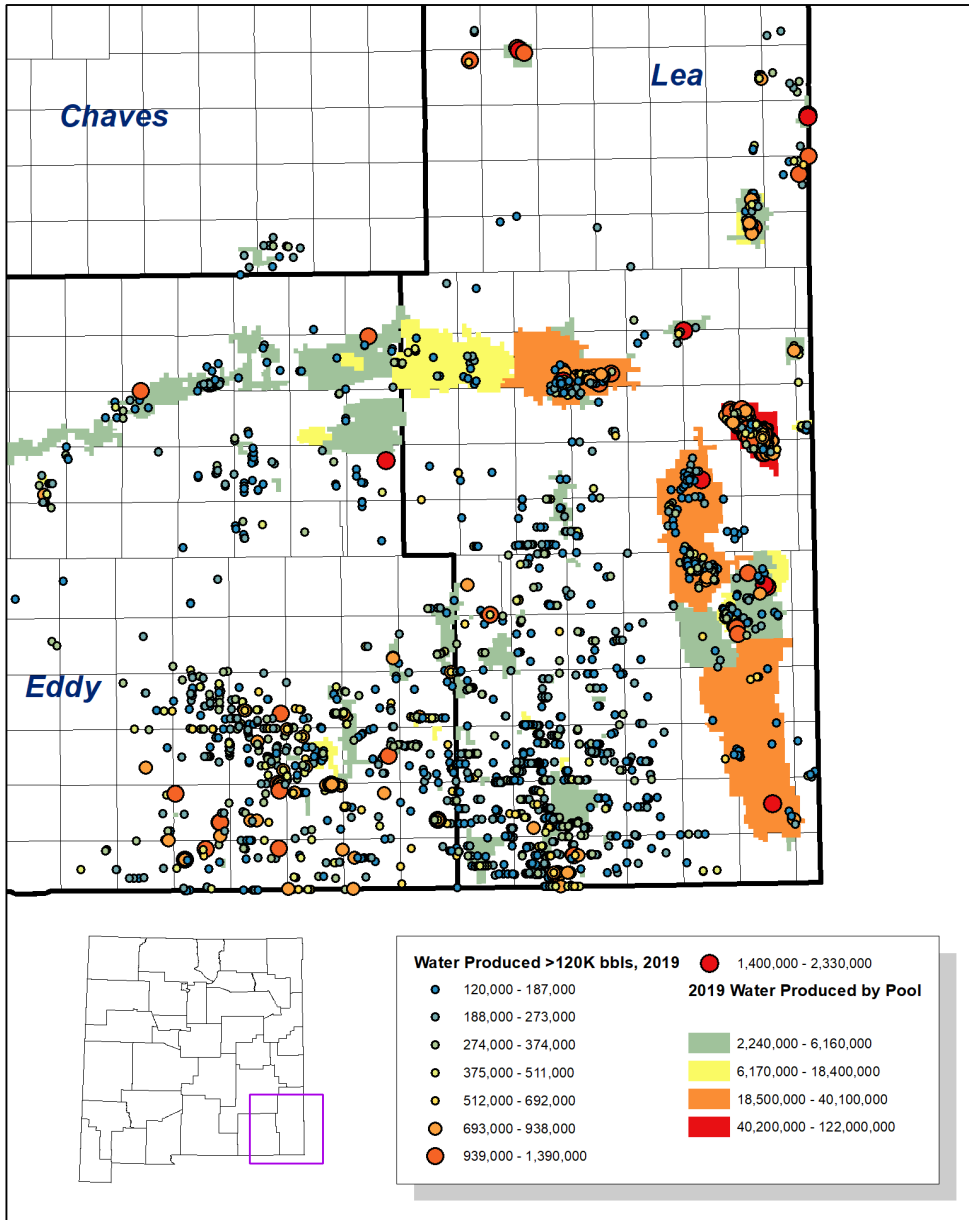 Chaves
Lea
Eddy
Water Produced >120K bbls, 2019
120,000 - 187,000
188,000 - 273,000
274,000 - 374,000
375,000 - 511,000
512,000 - 692,000
693,000 - 938,000
939,000 - 1,390,000
1,400,000 - 2,330,000
2019 Water Produced by Pool
2,240,000 - 6,160,000
6,170,000 - 18,400,000
18,500,000 - 40,100,000
40,200,000 - 122,000,000